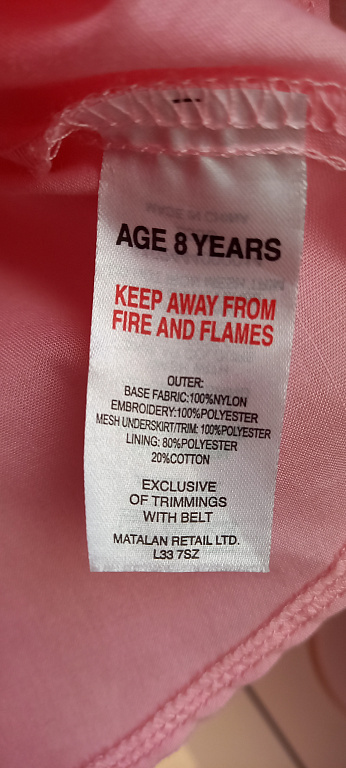 AGE 8 YEARS
KEEP AWAY FROM
FIRE AND FLAMES
OUTER:
BASE FABRIC:100%NYLON
EMBROIDERY:100%POLYESTER
MESH UNDERSKIRT/TRIM: 100%POLYESTER
LINING: 80%POLYESTER
20%COTTON
EXCLUSIVE
OF TRIMMINGS
WITH BELT
MATALAN RETAIL LTD.
L33 7SZ